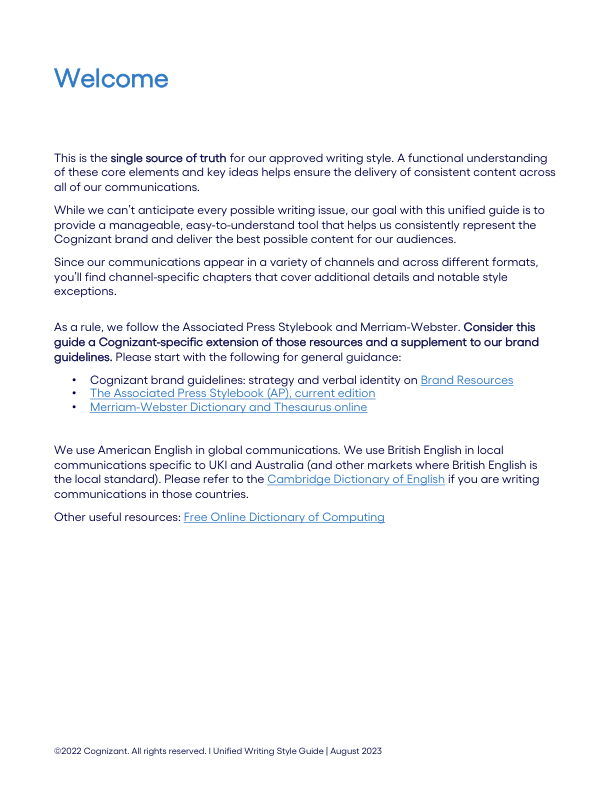 Welcome
This is the single source of truth for our approved writing style. A functional understanding
of these core elements and key ideas helps ensure the delivery of consistent content across
all of our communications.
While we can't anticipate every possible writing issue, our goal with this unified guide is to
provide a manageable, easy-to-understand tool that helps us consistently represent the
Cognizant brand and deliver the best possible content for our audiences.
Since our communications appear in a variety of channels and across different formats,
you'll find channel-specific chapters that cover additional details and notable style
exceptions.
As a rule, we follow the Associated Press Stylebook and Merriam-Webster. Consider this
guide a Cognizant-specific extension of those resources and a supplement to our brand
guidelines. Please start with the following for general guidance:
• Cognizant brand guidelines: strategy and verbal identity on Brand Resources
• The Associated Press Stylebook (AP), current edition
• Merriam-Webster Dictionary and Thesaurus online
We use American English in global communications. We use British English in local
communications specific to UKI and Australia (and other markets where British English is
the local standard). Please refer to the Cambridge Dictionary of English if you are writing
communications in those countries.
Other useful resources: Free Online Dictionary of Computing
©2022 Cognizant. All rights reserved. I Unified Writing Style Guide | August 2023